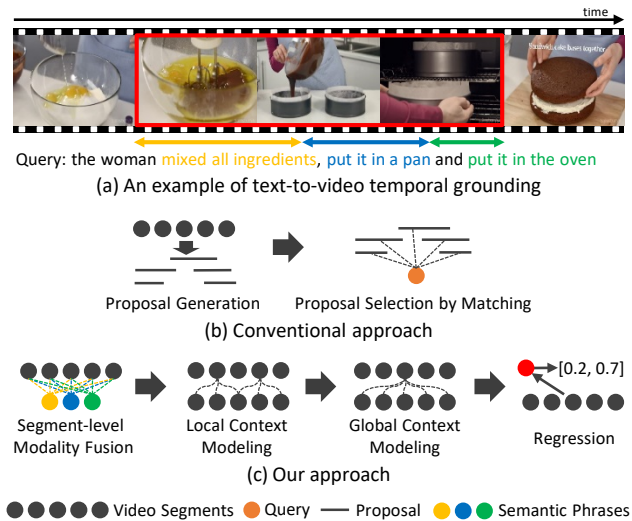 time
Query: the woman mixed all ingredients, put it in a pan and put it in the oven
(a) An example of text-to-video temporal grounding
Proposal Generation
Proposal Selection by Matching
(b) Conventional approach
[0.2, 0.7]
Segment-level
Modality Fusion
Local Context
Modeling
Global Context
Modeling
Regression
(c) Our approach
Video Segments
Query
Proposal
Semantic Phrases